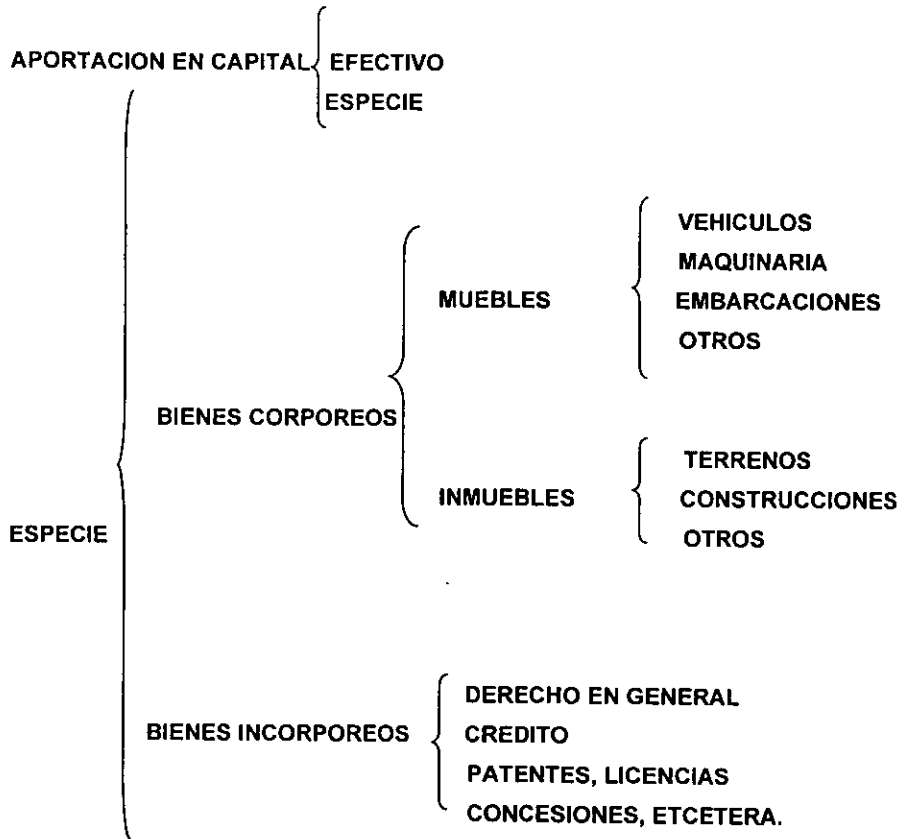 APORTACION EN CAPITAL
EFECTIVO
ESPECIE
ESPECIE
BIENES CORPOREOS
MUEBLES
VEHICULOS
MAQUINARIA
EMBARCACIONES
OTROS
INMUEBLES
TERRENOS
CONSTRUCCIONES
OTROS
BIENES INCORPOREOS
DERECHO EN GENERAL
CREDITO
PATENTES, LICENCIAS
CONCESIONES, ETCETERA.